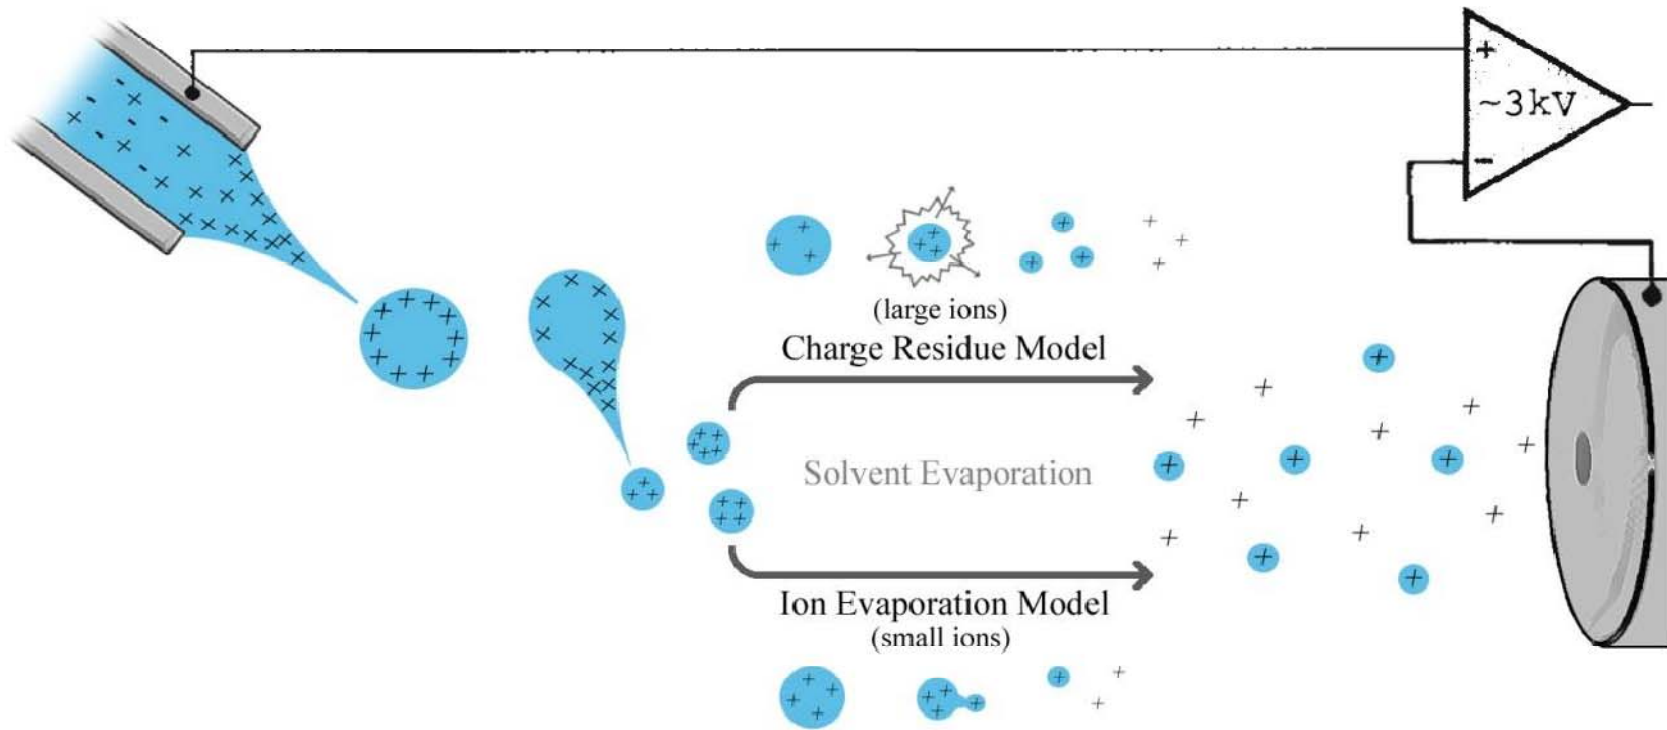 +
~3kV
-
(large ions)
Charge Residue Model
Solvent Evaporation
Ion Evaporation Model
(small ions)